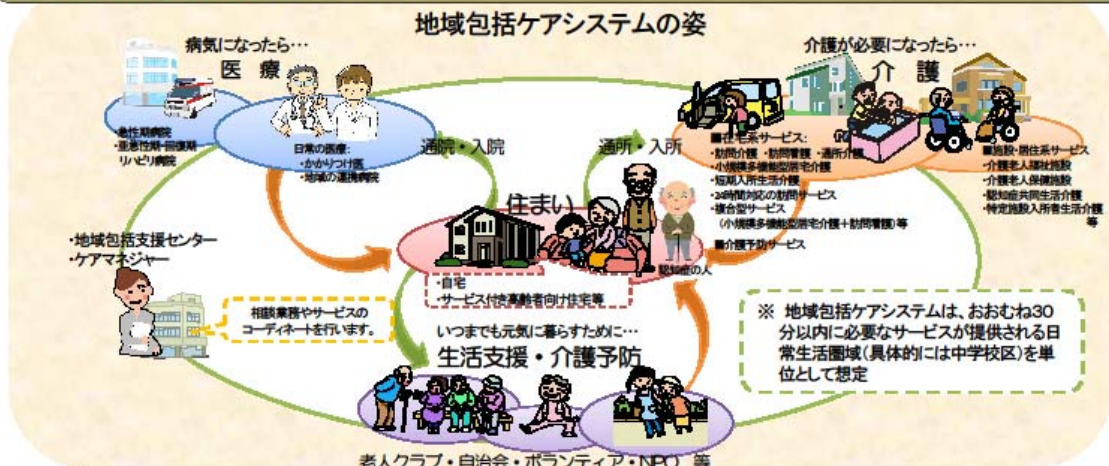 地域包括ケアシステムの姿
病気になったら…
医 療
介護が必要になったら…
介 護
急性期病院
・亜急性期・回復期
リハビリ病院
日常の医療:
・かかりつけ医
・地域の連携病院
通院・入院
通所・入所
■在宅系サービス:
・訪問介護 ・訪問看護 ・通所介護
・小規模多機能型居宅介護
・短期入所生活介護
・24時間対応の訪問サービス
・複合型サービス
(小規模多機能型居宅介護+訪問看護)等
■介護予防サービス
■施設・居住系サービス
・介護老人福祉施設
・介護老人保健施設
・認知症共同生活介護
・特定施設入所者生活介護
等
住まい
認知症の人
・自宅
・サービス付き高齢者向け住宅等
・地域包括支援センター
・ケアマネジャー
相談業務やサービスの
コーディネートを行います。
いつまでも元気に暮らすために…
生活支援・介護予防
※ 地域包括ケアシステムは、おおむね30
分以内に必要なサービスが提供される日
常生活圏域(具体的には中学校区)を単
位として想定
老人クラブ・自治会・ボランティア・NPO 等